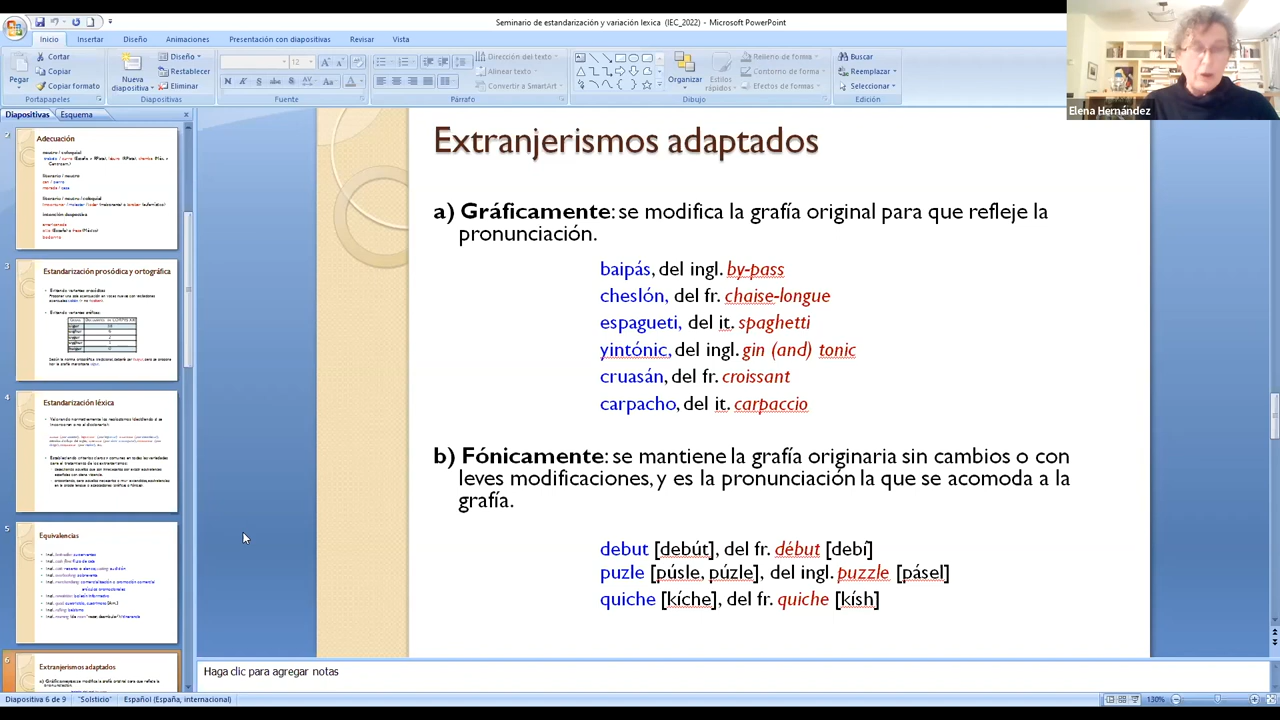 Seminario de estandarización y variación lexica (IEC_2022) - Microsoft PowerPoint
Inicio Insertar Diseño Animaciones Presentación con diapositivas Revisar Vista
Cortar
Copiar
Copiar formato
Pegar
Portapapeles
Nueva diapositiva
Diseño
Restablecer
Eliminar
Diapositivas
12
Fuente
Dirección del texto
Alinear texto
Convertir a SmartArt
Párrafo
Organizar
Estilos rápidos
Relleno de forma
Contorno de forma
Efectos de formas
Dibujo
Buscar
Reemplazar
Seleccionar
Edición
Elena Hernández
Diapositivas Esquema
2
Adecuación
3
Estandarización prosódica y ortográfica
4
Estandarización léxica
5
Equivalencias
6
Extranjerismos adaptados
Extranjerismos adaptados
a) Gráficamente: se modifica la grafía original para que refleje la
pronunciación.
baipás, del ingl. by-pass
cheslón, del fr. chaise-longue
espagueti, del it. spaghetti
yintónic, del ingl. gin (and) tonic
cruasán, del fr. croissant
carpacho, del it. carpaccio
b) Fónicamente: se mantiene la grafía originaria sin cambios o con
leves modificaciones, y es la pronunciación la que se acomoda a la
grafía.
debut [debút], del fr. début [debí]
puzle [púsle, púzle], del ingl. puzzle [pásel]
quiche [kíche], del fr. quiche [kísh]
Haga clic para agregar notas
Diapositiva 6 de 9 "Solsticio" Español (España, internacional) 130%